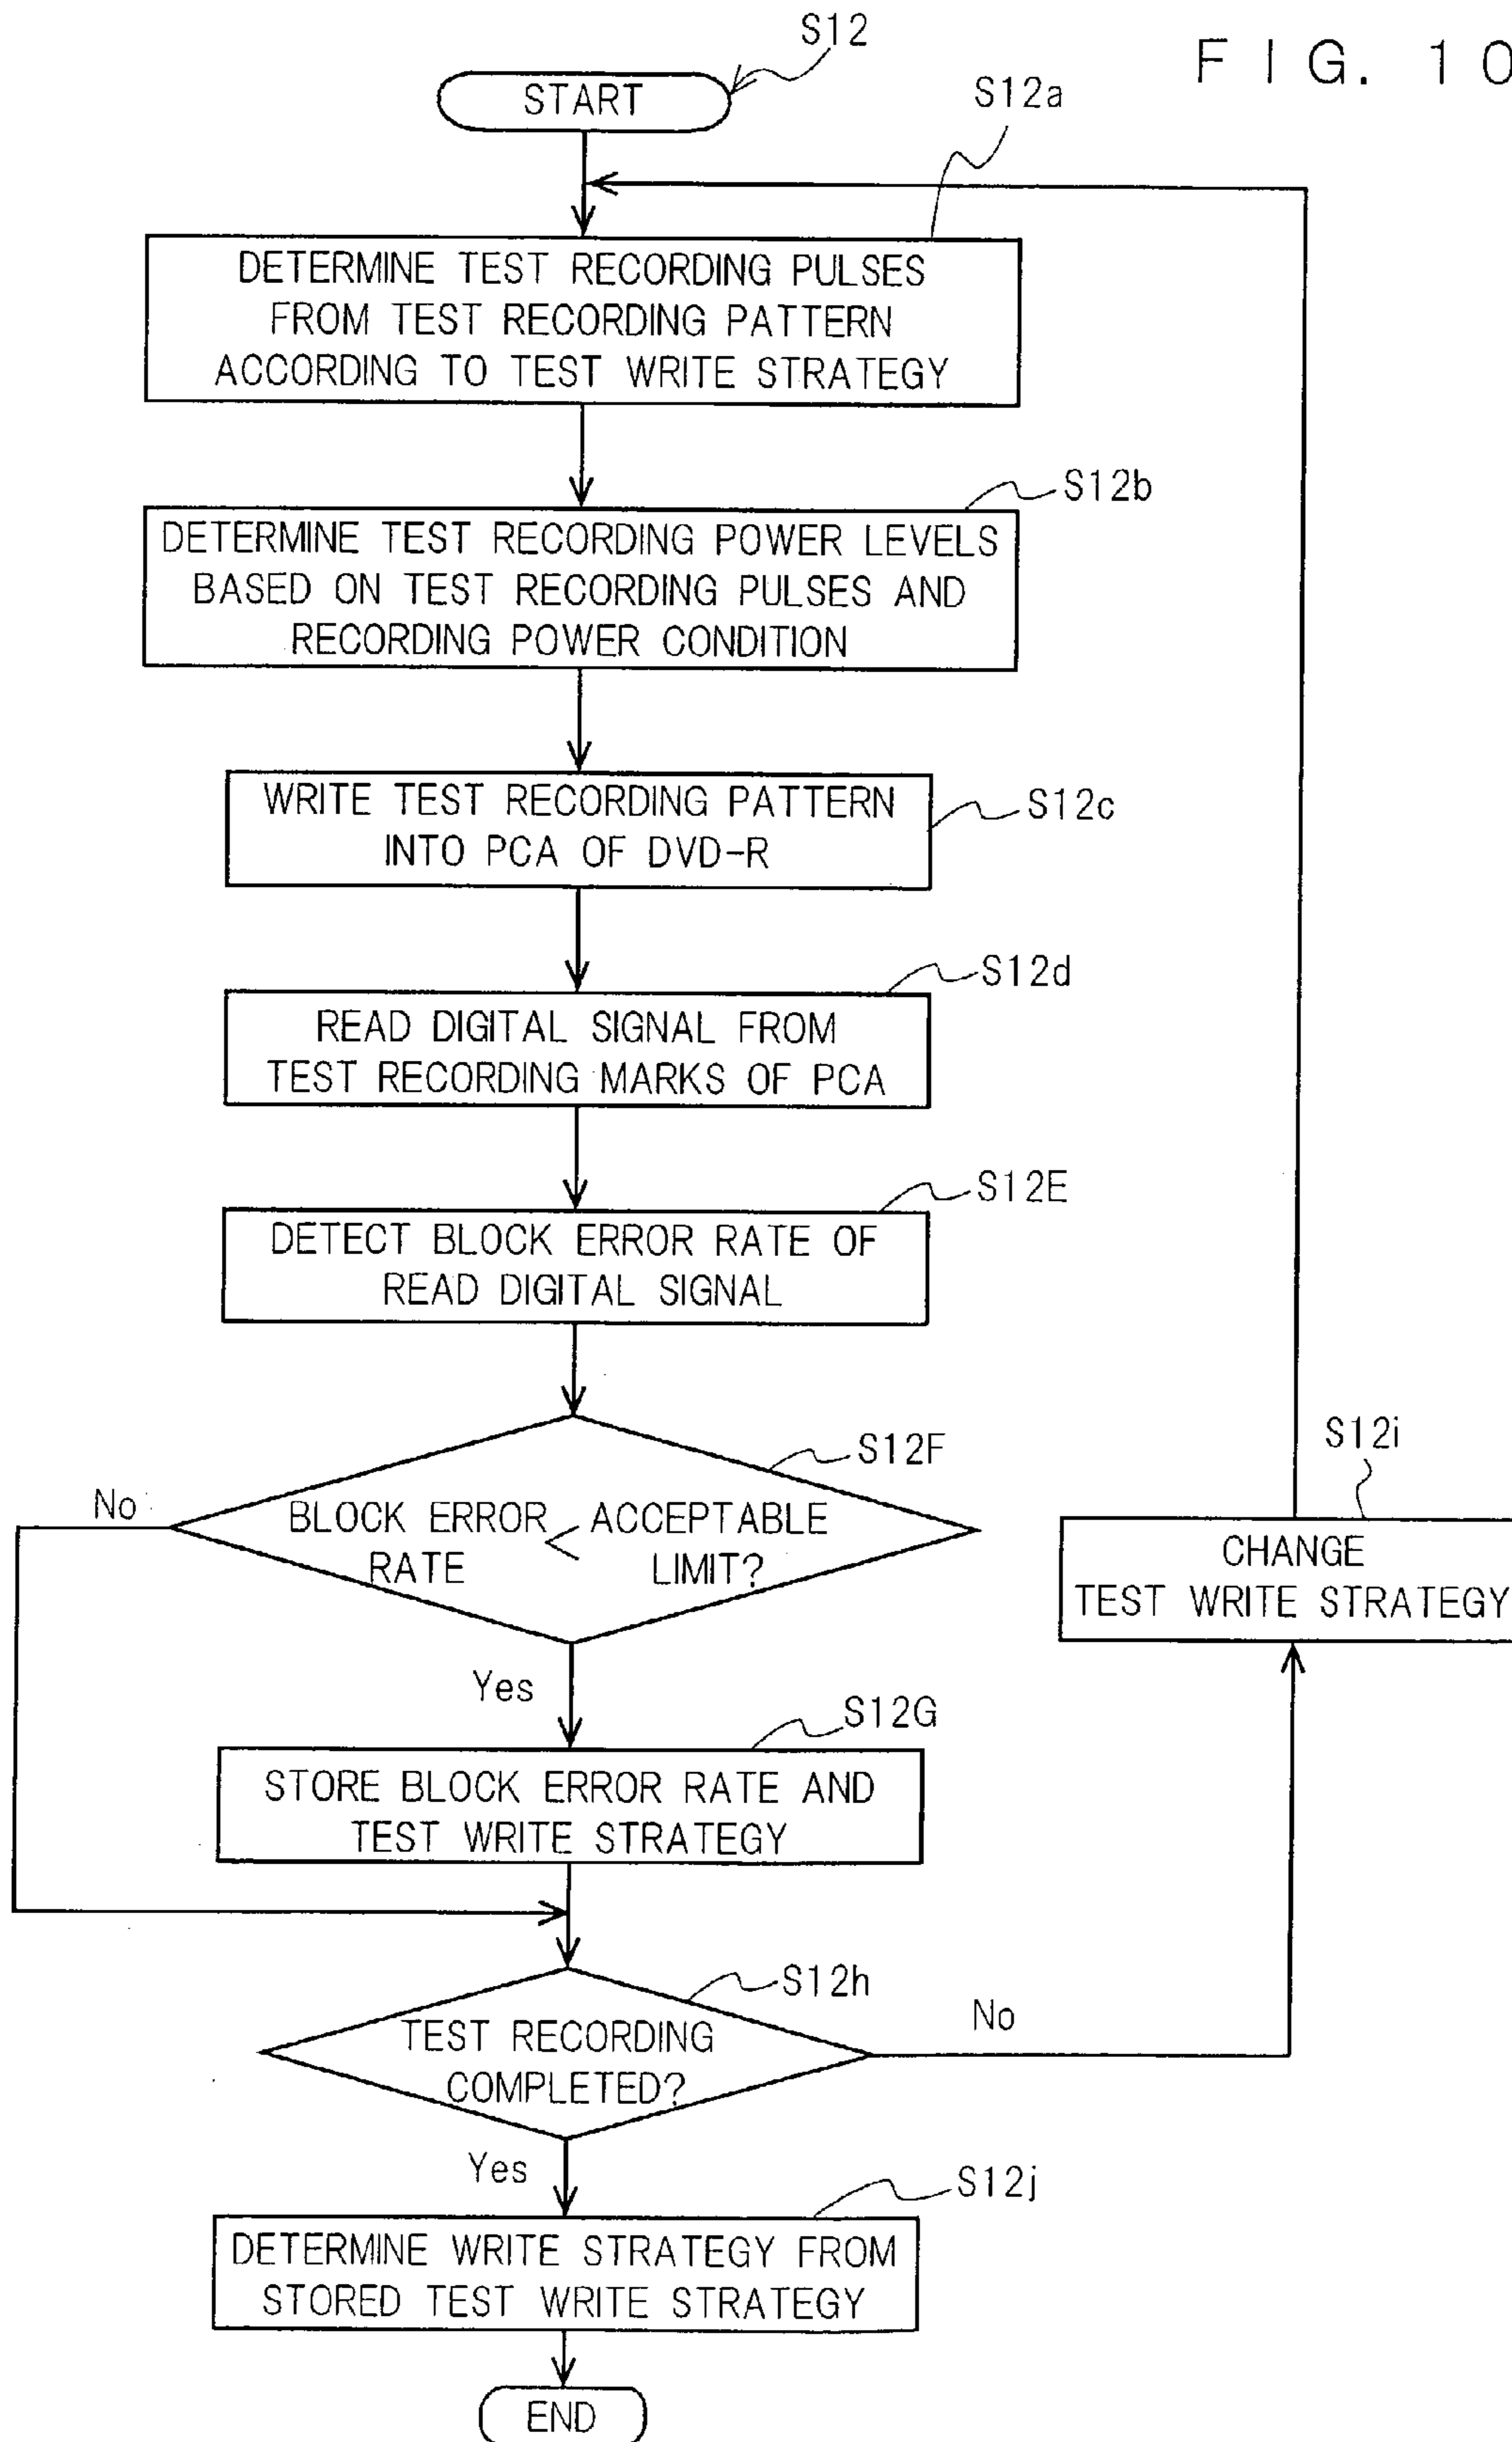 S12
FIG. 10
START
S12a
DETERMINE TEST RECORDING PULSES
FROM TEST RECORDING PATTERN
ACCORDING TO TEST WRITE STRATEGY
S12b
DETERMINE TEST RECORDING POWER LEVELS
BASED ON TEST RECORDING PULSES AND
RECORDING POWER CONDITION
S12c
WRITE TEST RECORDING PATTERN
INTO PCA OF DVD-R
S12d
READ DIGITAL SIGNAL FROM
TEST RECORDING MARKS OF PCA
S12E
DETECT BLOCK ERROR RATE OF
READ DIGITAL SIGNAL
S12F
No
BLOCK ERROR < ACCEPTABLE
RATE LIMIT?
S12i
CHANGE
TEST WRITE STRATEGY
Yes
S12G
STORE BLOCK ERROR RATE AND
TEST WRITE STRATEGY
S12h
No
TEST RECORDING
COMPLETED?
Yes
S12j
DETERMINE WRITE STRATEGY FROM
STORED TEST WRITE STRATEGY
END